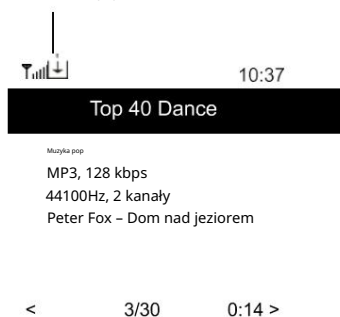 10:37
Top 40 Dance
Muzyka pop
MP3, 128 kbps
44100Hz, 2 kanały
Peter Fox – Dom nad jeziorem
< 3/30 0:14 >